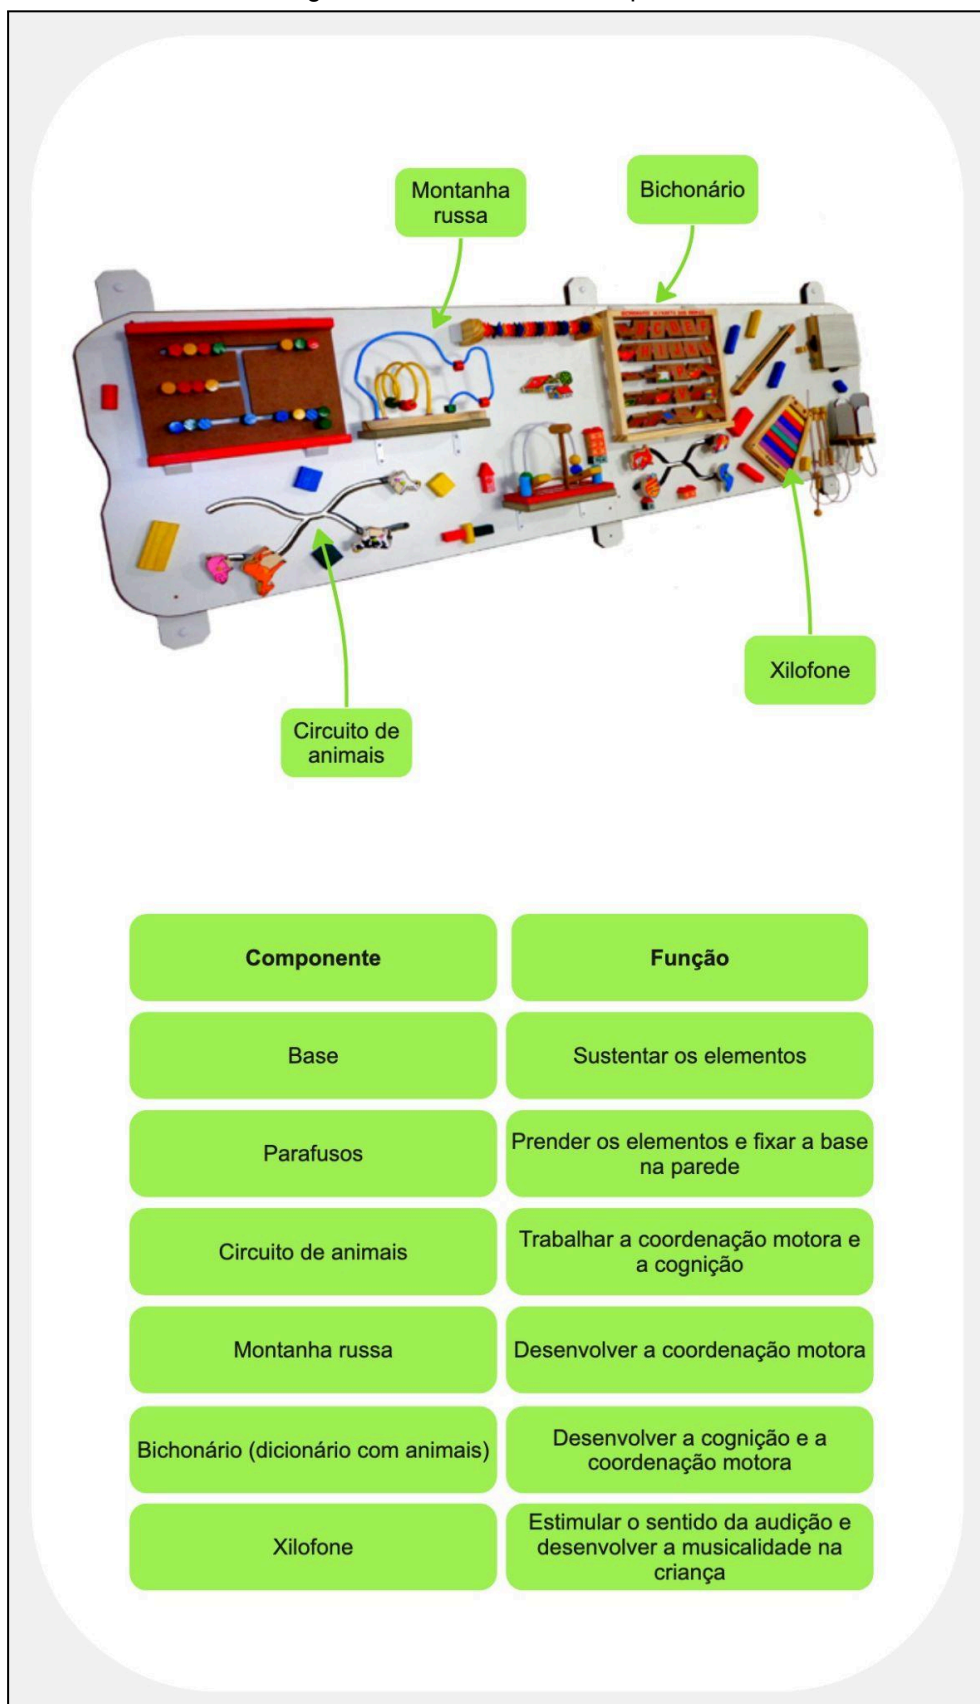 Montanha
russa
Bichonário
Xilofone
Circuito de
animais
Componente
Função
Base
Sustentar os elementos
Parafusos
Prender os elementos e fixar a base
na parede
Circuito de animais
Trabalhar a coordenação motora e
a cognição
Montanha russa
Desenvolver a coordenação motora
Bichonário (dicionário com animais)
Desenvolver a cognição e a
coordenação motora
Xilofone
Estimular o sentido da audição e
desenvolver a musicalidade na
criança